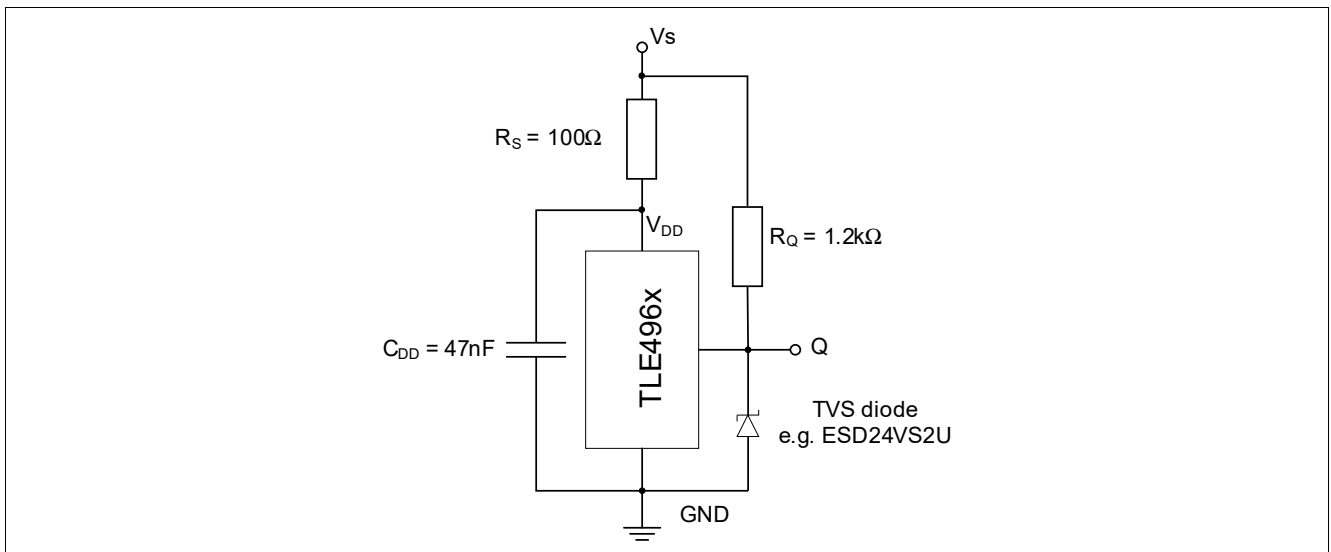 Vs
R_S = 100Ω
V_DD
R_Q = 1.2kΩ
TLE496x
C_DD = 47nF
Q
TVS diode
e.g. ESD24VS2U
GND